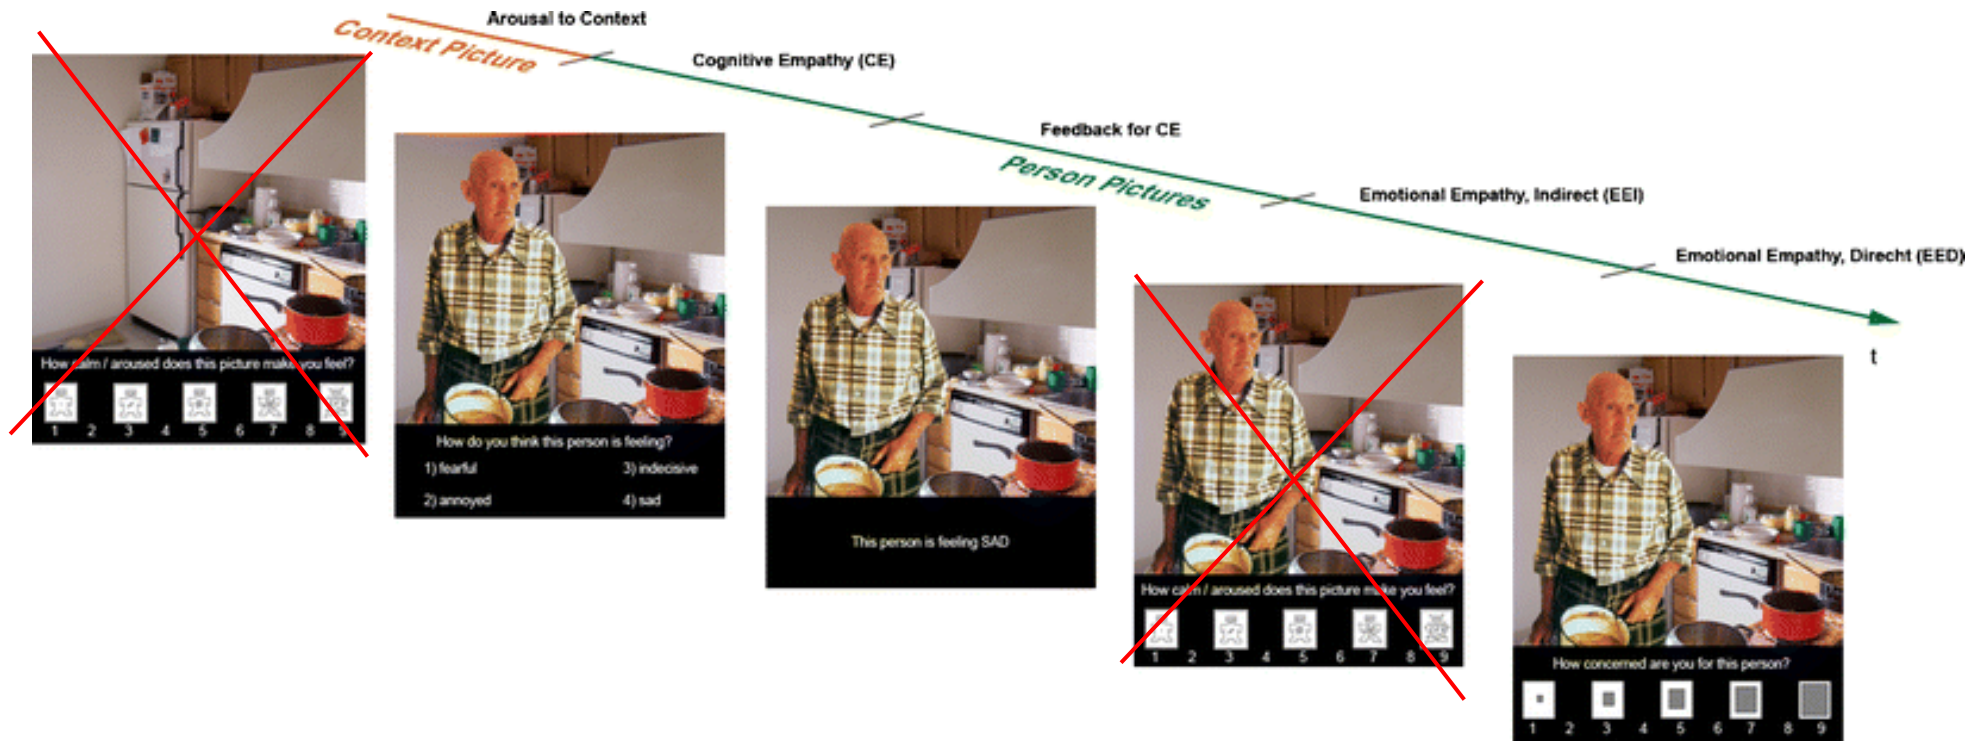 Arousal to Context
Context Picture
Cognitive Empathy (CE)
Feedback for CE
Person Pictures
Emotional Empathy, Indirect (EEI)
Emotional Empathy, Direcht (EED)
t
How calm / aroused does this picture make you feel?
1 2 3 4 5 6 7 8 9
How do you think this person is feeling?
1) fearful 3) indecisive
2) annoyed 4) sad
This person is feeling SAD
How calm / aroused does this picture make you feel?
1 2 3 4 5 6 7 8 9
How concerned are you for this person?
1 2 3 4 5 6 7 8 9